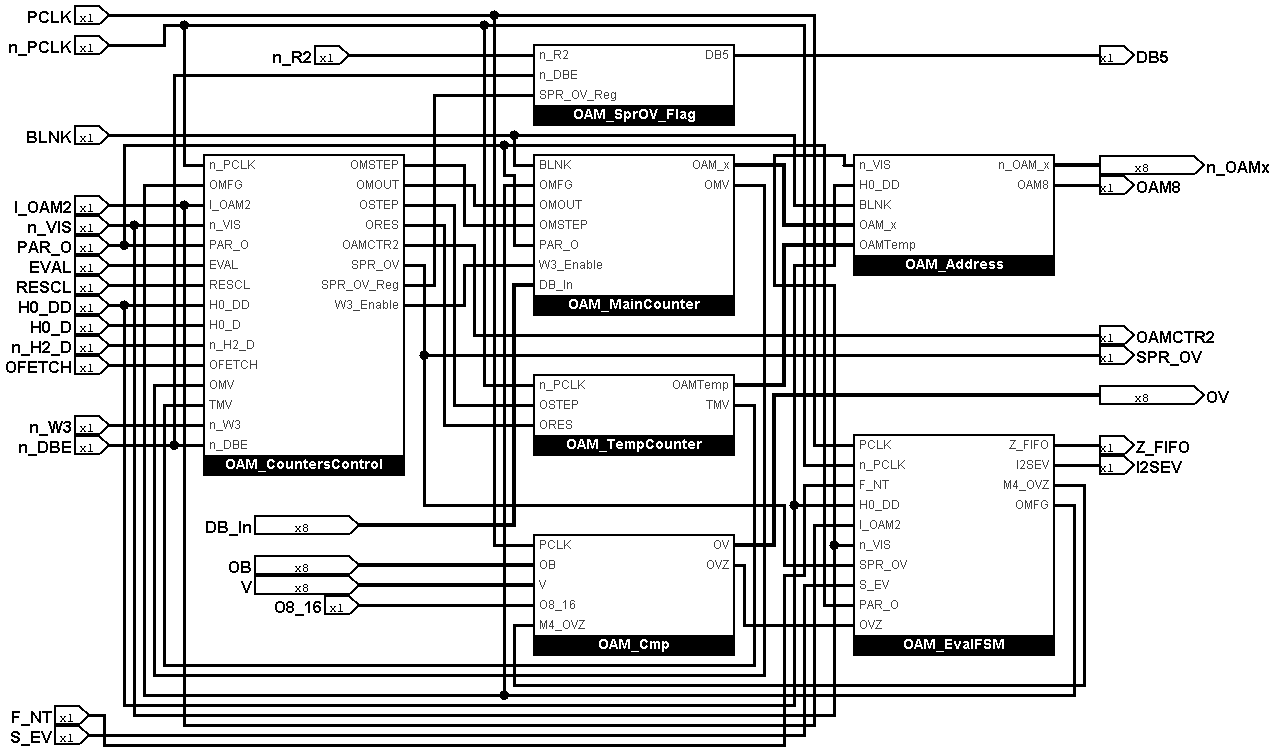 PCLK x1
n_PCLK x1
n_R2 x1
n_R2 DB5
n_DBE
SPR_OV_Reg
OAM_SprOV_Flag
x1 DB5
BLNK x1
I_OAM2 x1
n_VIS x1
PAR_O x1
EVAL x1
RESCL x1
H0_DD x1
H0_D x1
n_H2_D x1
OFETCH x1
n_W3 x1
n_DBE x1
n_PCLK OMSTEP
OMFG OMOUT
I_OAM2 OSTEP
n_VIS ORES
PAR_O OAMCTR2
EVAL SPR_OV
RESCL SPR_OV_Reg
H0_DD W3_Enable
H0_D
n_H2_D
OFETCH
OMV
TMV
n_W3
n_DBE
OAM_CountersControl
BLNK OAM_x
OMFG OMV
OMOUT
OMSTEP
PAR_O
W3_Enable
DB_In
OAM_MainCounter
n_VIS n_OAM_x
H0_DD OAM8
BLNK
OAM_x
OAMTemp
OAM_Address
x8 n_OAMx
x1 OAM8
x1 OAMCTR2
x1 SPR_OV
n_PCLK OAMTemp
OSTEP TMV
ORES
OAM_TempCounter
x8 OV
PCLK Z_FIFO
n_PCLK I2SEV
F_NT M4_OVZ
H0_DD OMFG
I_OAM2
n_VIS
SPR_OV
S_EV
PAR_O
OVZ
OAM_EvalFSM
x1 Z_FIFO
x1 I2SEV
DB_In x8
OB x8
V x8
O8_16 x1
PCLK OV
OB OVZ
V
O8_16
M4_OVZ
OAM_Cmp
F_NT x1
S_EV x1